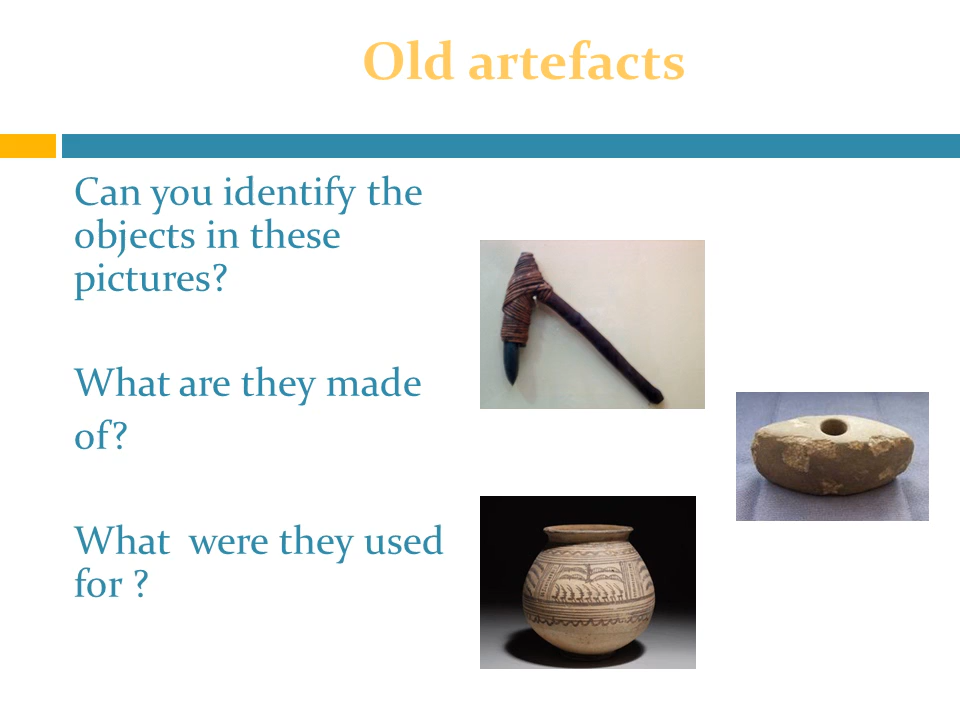 Old artefacts
Can you identify the
objects in these
pictures?
What are they made
of?
What  were they used
for ?